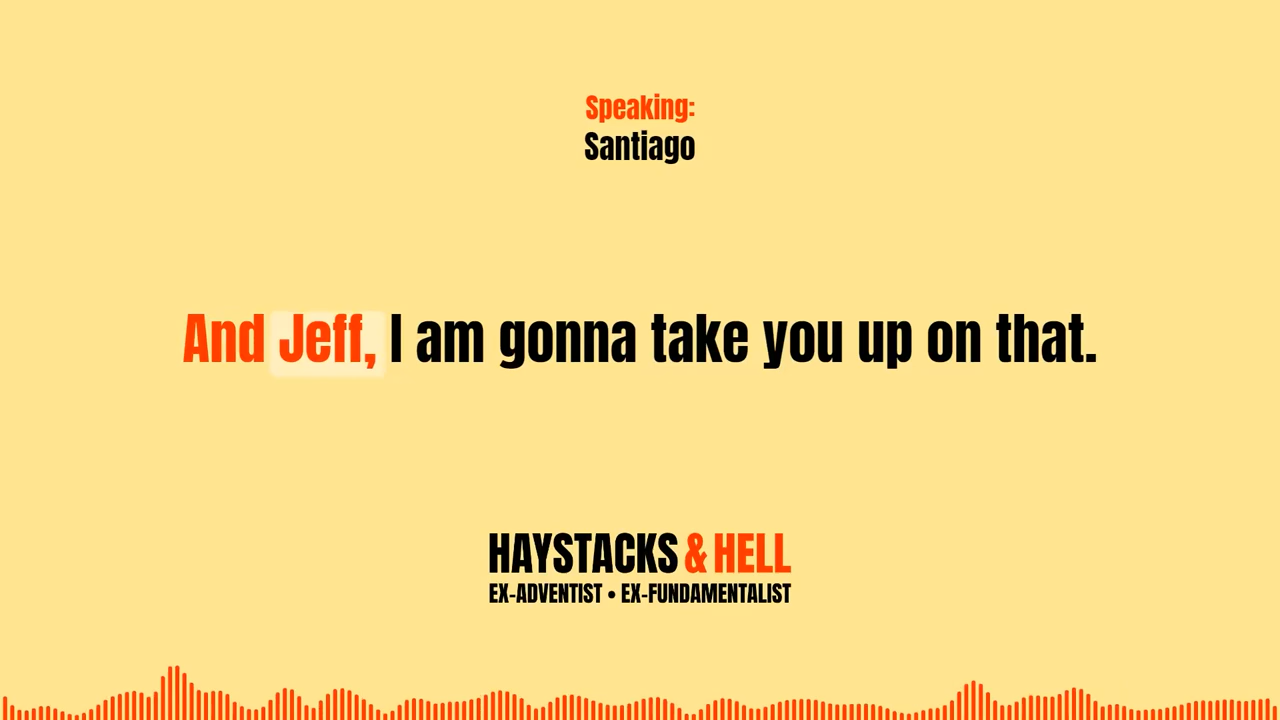 Speaking:
Santiago
And Jeff, I am gonna take you up on that.
HAYSTACKS & HELL
EX-ADVENTIST • EX-FUNDAMENTALIST